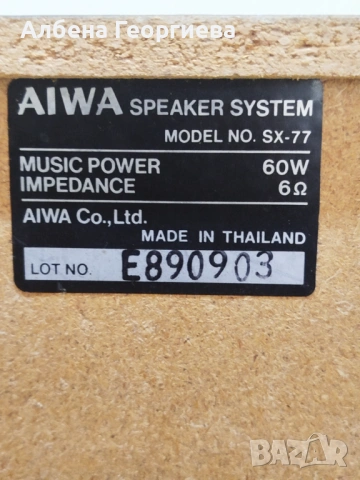 Албена Георгиева
AIWA SPEAKER SYSTEM
MODEL NO. SX-77
MUSIC POWER 60W
IMPEDANCE 6Ω
AIWA Co.,Ltd.
MADE IN THAILAND
LOT NO. E890903
BAZAR